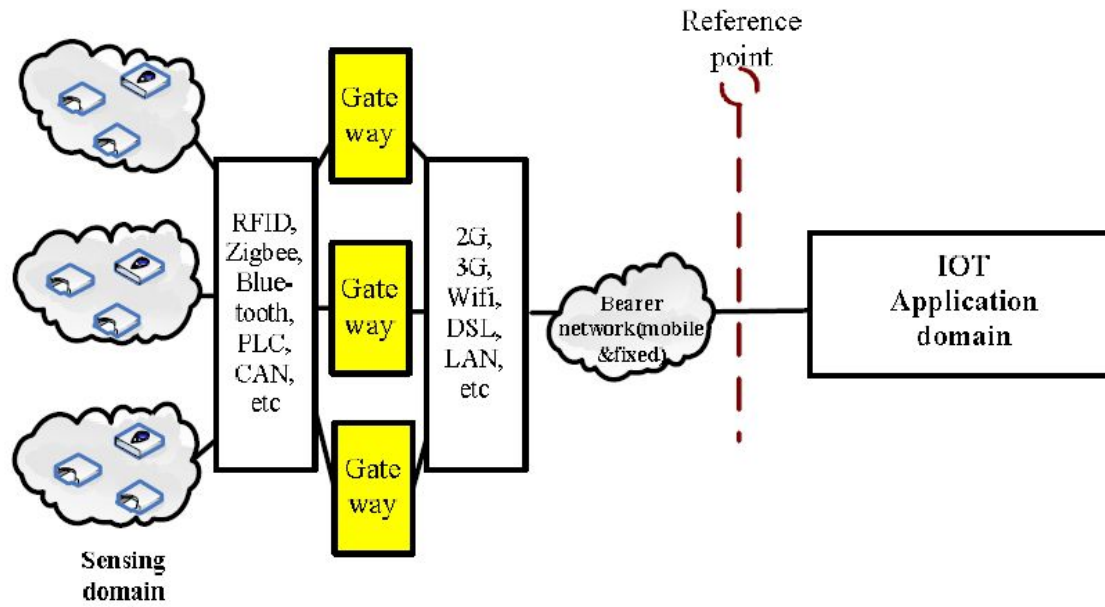 Reference
point
Gate
way
RFID,
Zigbee,
Blue-
tooth,
PLC,
CAN,
etc
Gate
way
2G,
3G,
Wifi,
DSL,
LAN,
etc
Bearer
network(mobile
&fixed)
IOT
Application
domain
Gate
way
Sensing
domain